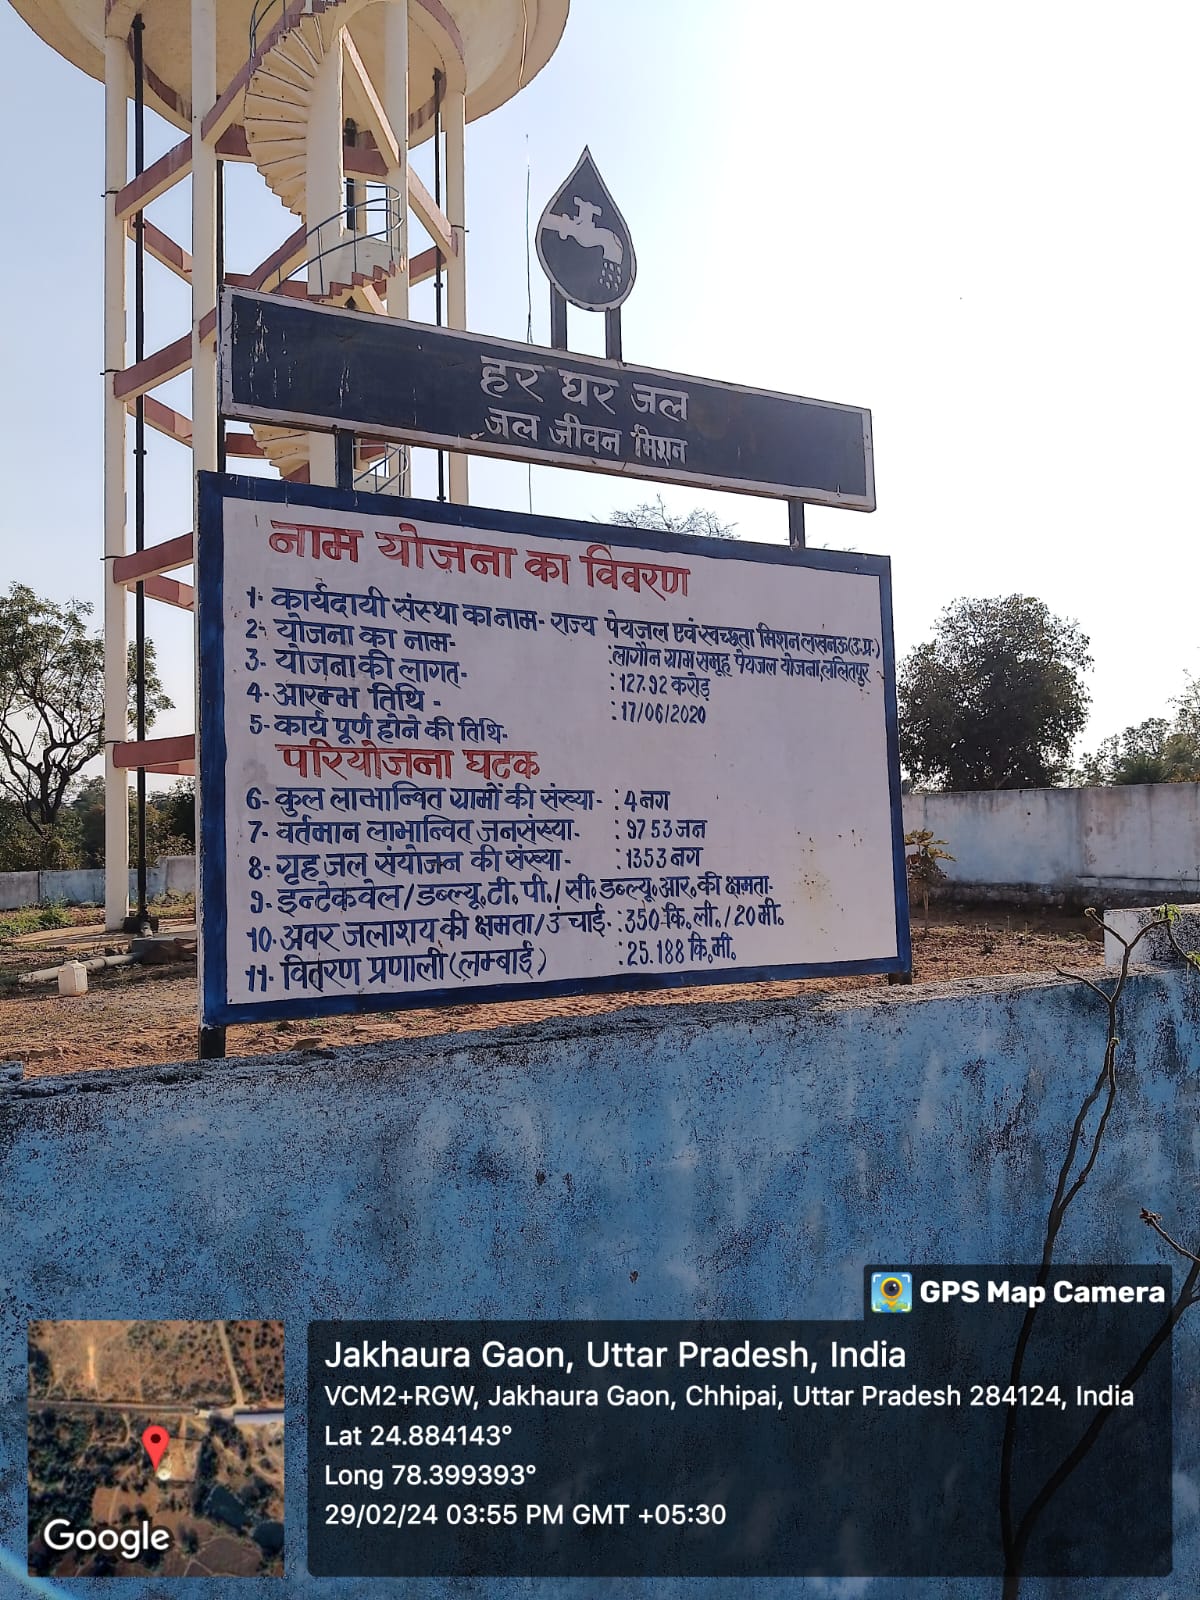 हर घर जल
जल जीवन मिशन
नाम योजना का विवरण
1- कार्यदायी संस्था का नाम- राज्य पेयजल एवं स्वच्छता मिशन लखनऊ(उ.प्र.)
2- योजना का नाम- :लागौन ग्राम समूह पेयजल योजना,ललितपुर
3- योजना की लागत- :127.92 करोड़
4- आरम्भ तिथि - :17/06/2020
5- कार्य पूर्ण होने की तिथि-
परियोजना घटक
6- कुल लाभान्वित ग्रामों की संख्या- :4 नग
7- वर्तमान लाभान्वित जनसंख्या- :9753 जन
8- गृह जल संयोजन की संख्या- :1353 नग
9- इन्टेकवेल/डब्ल्यू.टी.पी./सी.डब्ल्यू.आर.की क्षमता-
10- अवर जलाशय की क्षमता/उंचाई- :350 कि.ली./20 मी.
11- वितरण प्रणाली(लम्बाई) :25.188 कि.मी.
GPS Map Camera
Jakhaura Gaon, Uttar Pradesh, India
VCM2+RGW, Jakhaura Gaon, Chhipai, Uttar Pradesh 284124, India
Lat 24.884143°
Long 78.399393°
29/02/24 03:55 PM GMT +05:30
Google